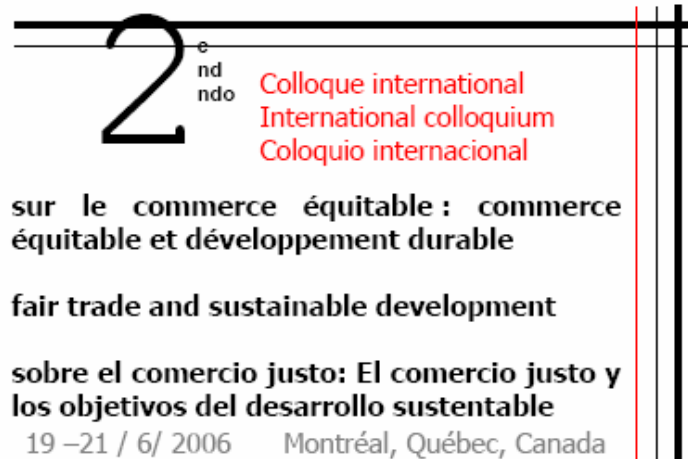 2
e
nd
ndo
Colloque international
International colloquium
Coloquio internacional
sur le commerce équitable : commerce
équitable et développement durable
fair trade and sustainable development
sobre el comercio justo: El comercio justo y
los objetivos del desarrollo sustentable
19 –21 / 6/ 2006 Montréal, Québec, Canada